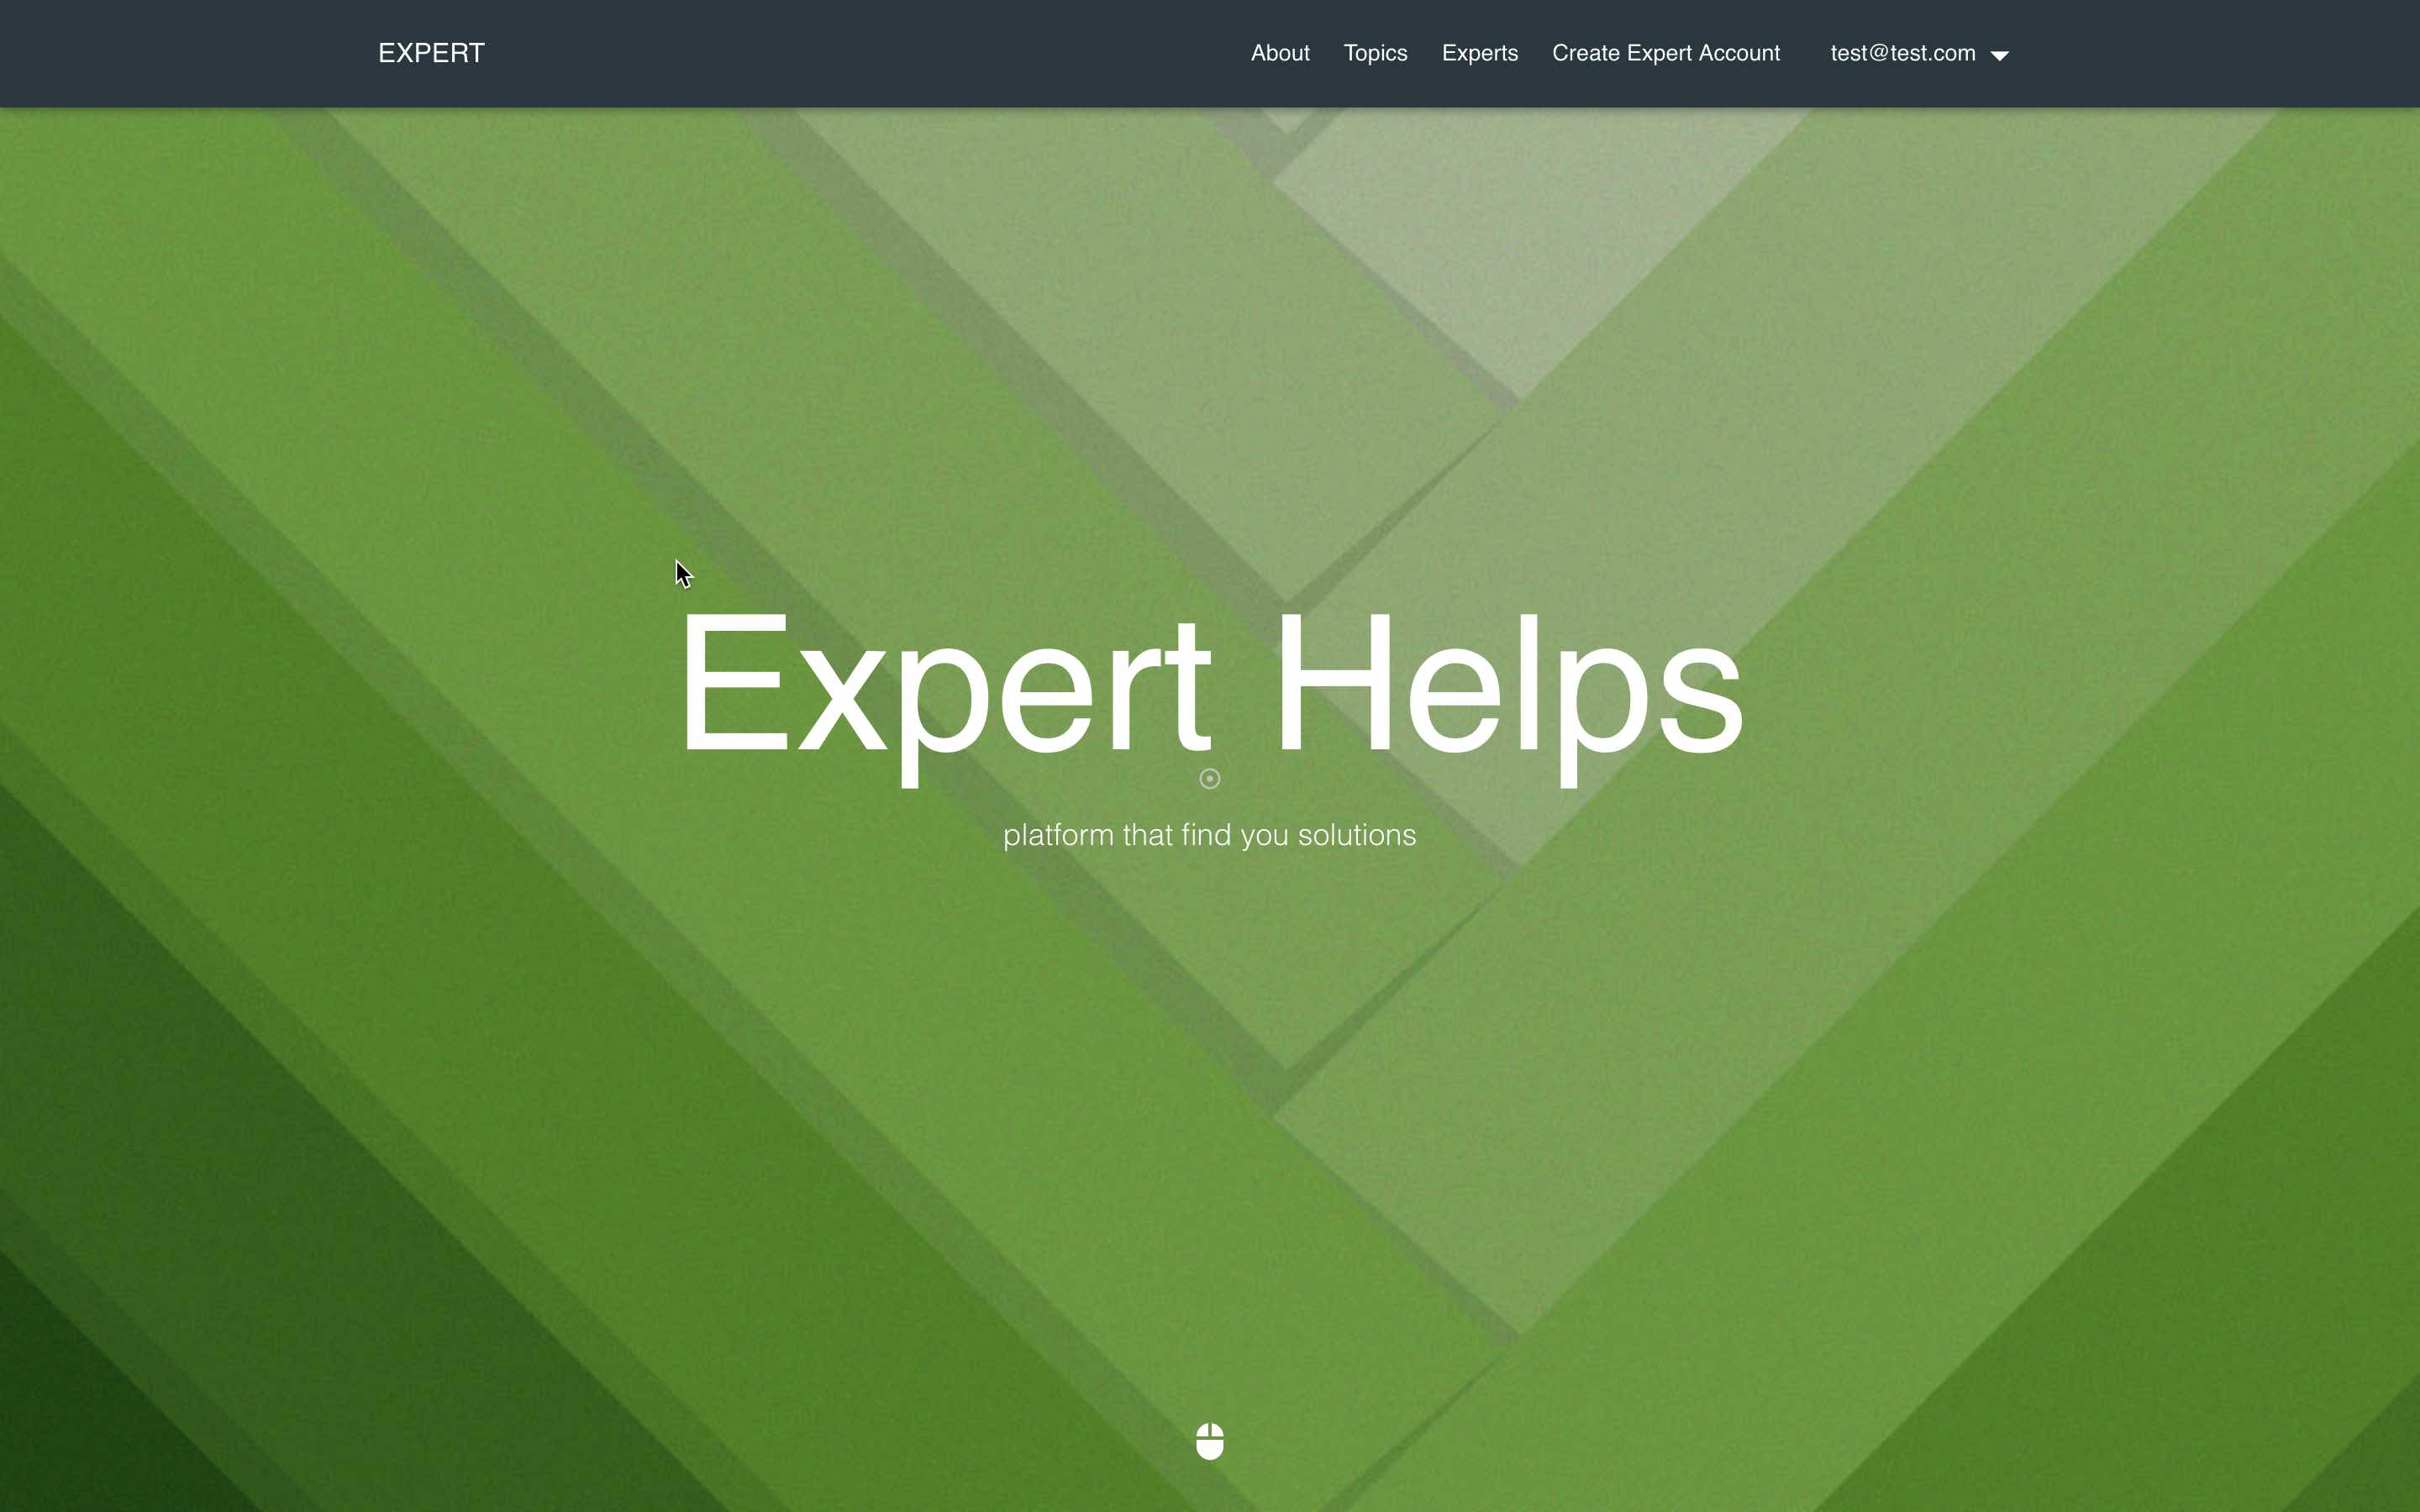 EXPERT
About Topics Experts Create Expert Account test@test.com
Expert Helps
platform that find you solutions